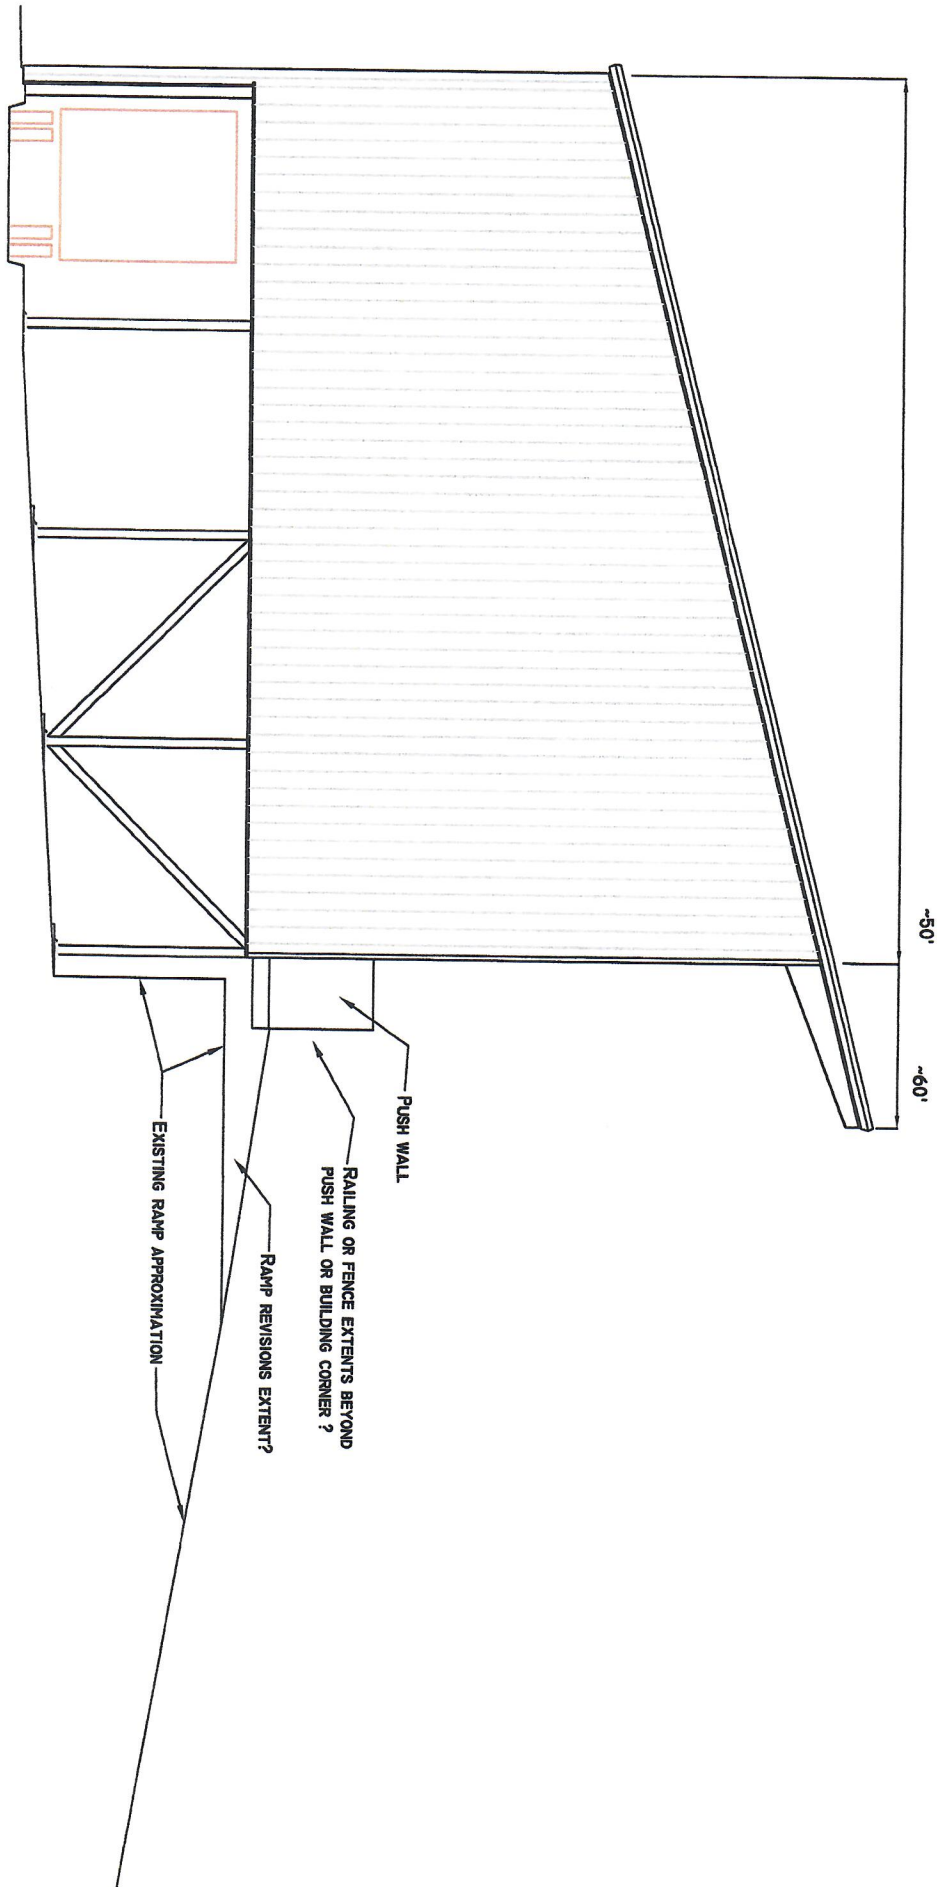 ~50'
~60'
PUSH WALL
RAILING OR FENCE EXTENTS BEYOND
PUSH WALL OR BUILDING CORNER ?
RAMP REVISIONS EXTENT?
EXISTING RAMP APPROXIMATION